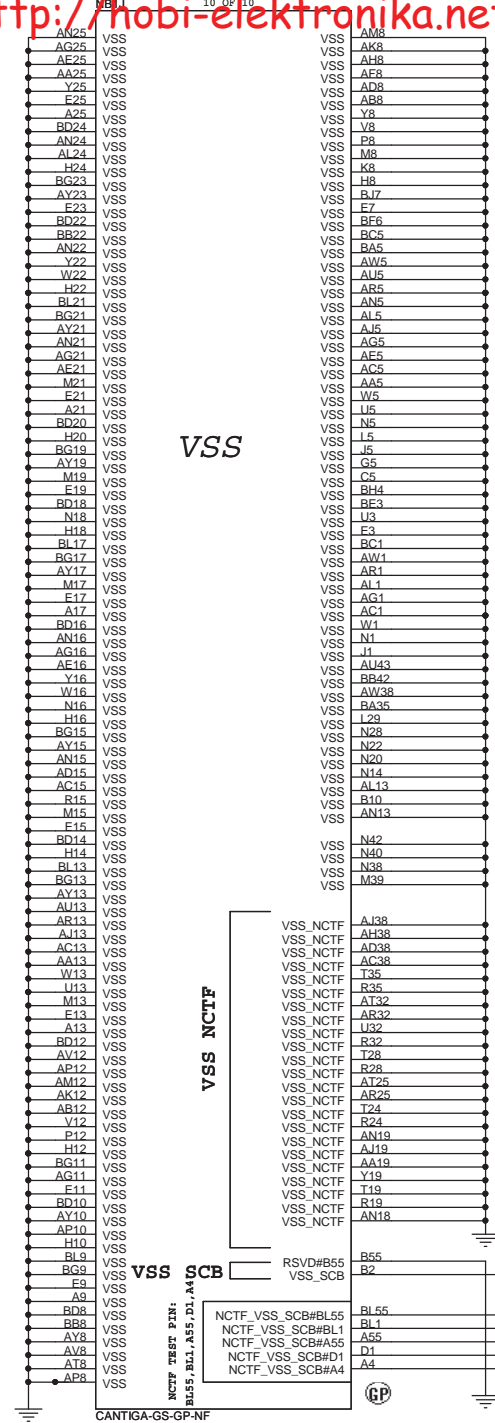 http://hobi-elektronika.net
NB1J 10 OF 10
AN25 VSS VSS AM8
AG25 VSS VSS AK8
AE25 VSS VSS AH8
AA25 VSS VSS AF8
Y25 VSS VSS AD8
E25 VSS VSS AB8
A25 VSS VSS Y8
BD24 VSS VSS V8
AN24 VSS VSS P8
AL24 VSS VSS M8
H24 VSS VSS K8
BG23 VSS VSS H8
AY23 VSS VSS BJ7
E23 VSS VSS E7
BD22 VSS VSS BF6
BB22 VSS VSS BC5
AN22 VSS VSS BA5
Y22 VSS VSS AW5
W22 VSS VSS AU5
H22 VSS VSS AR5
BL21 VSS VSS AN5
BG21 VSS VSS AL5
AY21 VSS VSS AJ5
AN21 VSS VSS AG5
AG21 VSS VSS AE5
AE21 VSS VSS AC5
M21 VSS VSS AA5
E21 VSS VSS W5
A21 VSS VSS U5
BD20 VSS VSS N5
H20 VSS VSS L5
VSS
BG19 VSS VSS J5
AY19 VSS VSS G5
M19 VSS VSS C5
E19 VSS VSS BH4
BD18 VSS VSS BE3
N18 VSS VSS U3
H18 VSS VSS E3
BL17 VSS VSS BC1
BG17 VSS VSS AW1
AY17 VSS VSS AR1
M17 VSS VSS AL1
E17 VSS VSS AG1
A17 VSS VSS AC1
BD16 VSS VSS W1
AN16 VSS VSS N1
AG16 VSS VSS J1
AE16 VSS VSS AU43
Y16 VSS VSS BB42
W16 VSS VSS AW38
N16 VSS VSS BA35
H16 VSS VSS L29
BG15 VSS VSS N28
AY15 VSS VSS N22
AN15 VSS VSS N20
AD15 VSS VSS N14
AC15 VSS VSS AL13
R15 VSS VSS B10
M15 VSS VSS AN13
E15 VSS
BD14 VSS VSS N42
H14 VSS VSS N40
BL13 VSS VSS N38
BG13 VSS VSS M39
AY13 VSS
AU13 VSS
AR13 VSS VSS_NCTF AJ38
AJ13 VSS VSS_NCTF AH38
AC13 VSS VSS_NCTF AD38
AA13 VSS VSS_NCTF AC38
W13 VSS VSS_NCTF T35
U13 VSS VSS_NCTF R35
M13 VSS VSS_NCTF AT32
E13 VSS VSS_NCTF AR32
A13 VSS VSS_NCTF U32
BD12 VSS VSS_NCTF R32
VSS NCTF
AV12 VSS VSS_NCTF T28
AP12 VSS VSS_NCTF R28
AM12 VSS VSS_NCTF AT25
AK12 VSS VSS_NCTF AR25
AB12 VSS VSS_NCTF T24
V12 VSS VSS_NCTF R24
P12 VSS VSS_NCTF AN19
H12 VSS VSS_NCTF AJ19
BG11 VSS VSS_NCTF AA19
AG11 VSS VSS_NCTF Y19
E11 VSS VSS_NCTF T19
BD10 VSS VSS_NCTF R19
AY10 VSS VSS_NCTF AN18
AP10 VSS
H10 VSS
BL9 VSS RSVD#B55 B55
BG9 VSS VSS SCB VSS_SCB B2
E9 VSS
A9 VSS
NCTF TEST PIN:
BL55,BL1,A55,D1,A4
BD8 VSS NCTF_VSS_SCB#BL55 BL55
BB8 VSS NCTF_VSS_SCB#BL1 BL1
AY8 VSS NCTF_VSS_SCB#A55 A55
AV8 VSS NCTF_VSS_SCB#D1 D1
AT8 VSS NCTF_VSS_SCB#A4 A4
AP8 VSS
GP
CANTIGA-GS-GP-NF